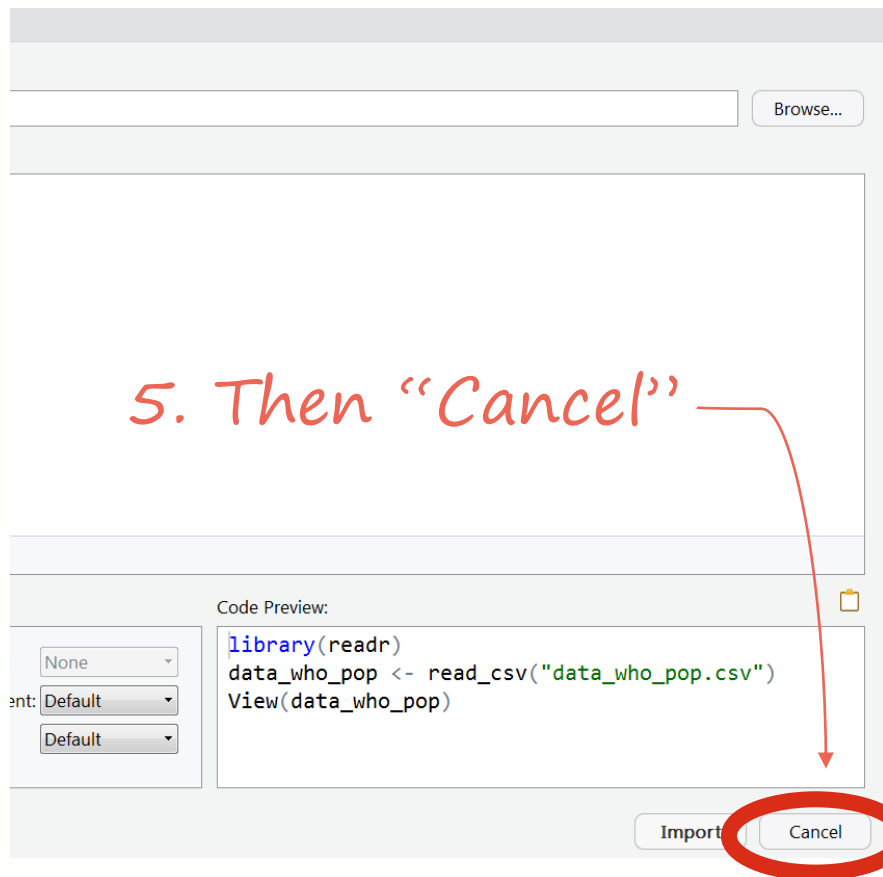 Browse...
5. Then “Cancel”
Code Preview:
library(readr)
data_who_pop <- read_csv("data_who_pop.csv")
View(data_who_pop)
None
ent: Default
Default
Import
Cancel